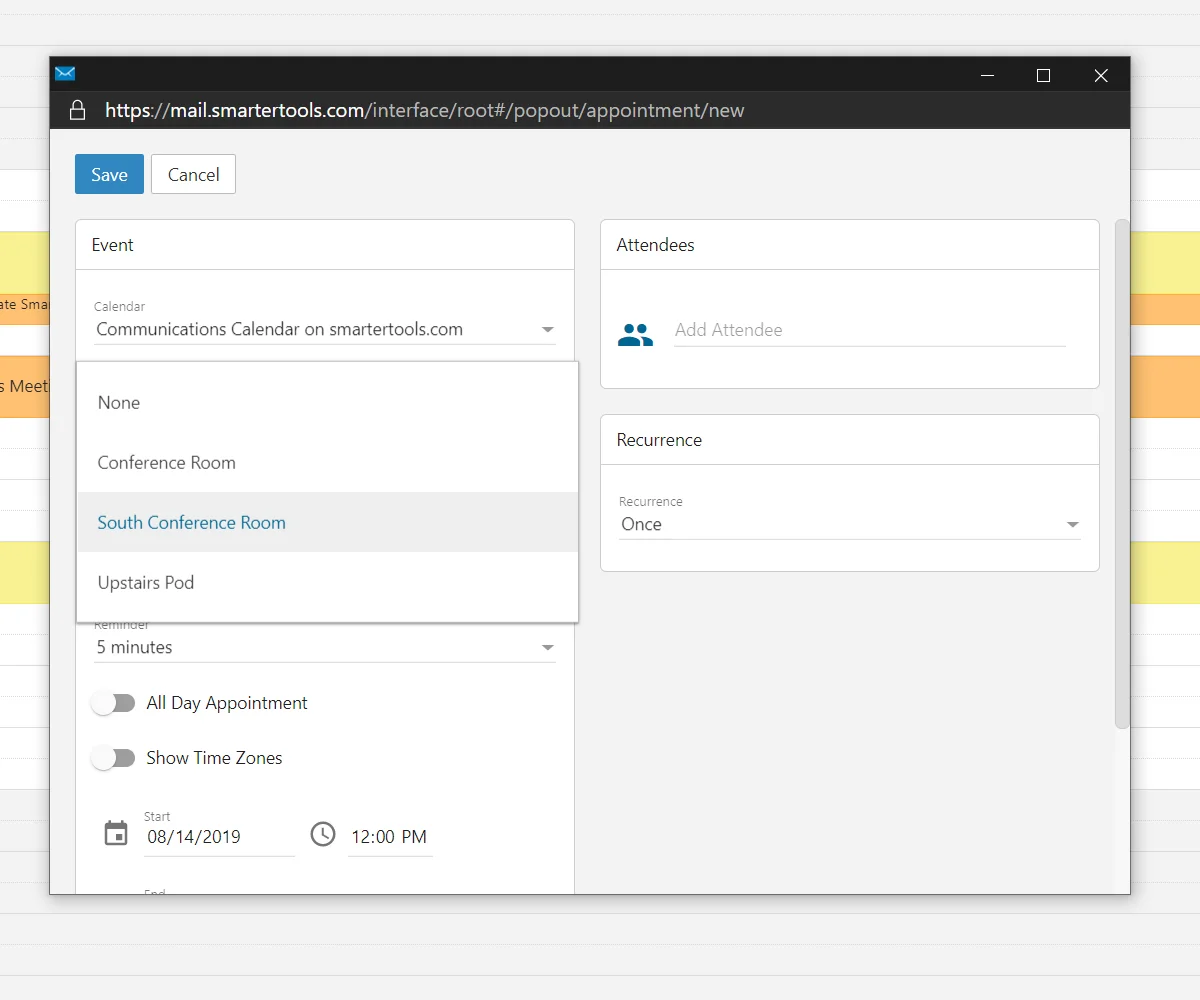 https://mail.smartertools.com/interface/root#/popout/appointment/new
Save
Cancel
Event
Calendar
Communications Calendar on smartertools.com
None
Conference Room
South Conference Room
Upstairs Pod
Reminder
5 minutes
All Day Appointment
Show Time Zones
Start
08/14/2019
12:00 PM
End
Attendees
Add Attendee
Recurrence
Recurrence
Once
ate Smar
s Meet